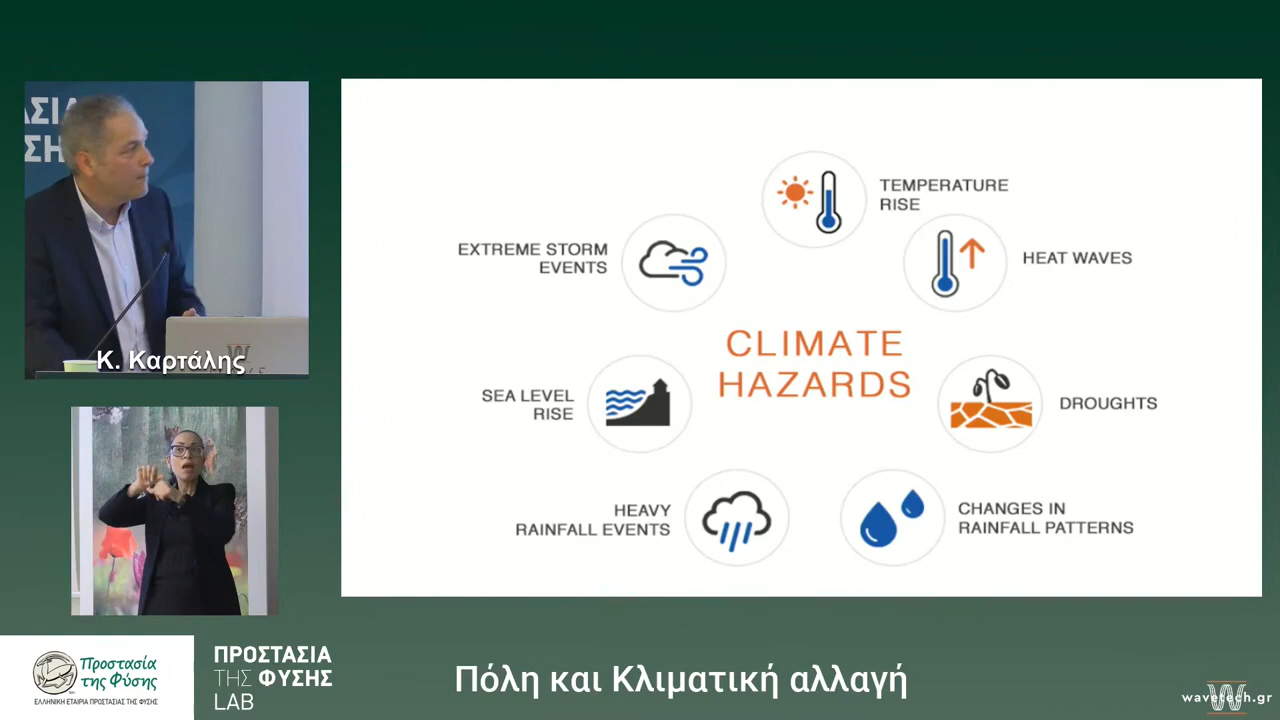 ΑΣΙΑ
ΣΗ
Κ. Καρτάλης
TEMPERATURE
RISE
EXTREME STORM
EVENTS
HEAT WAVES
CLIMATE
HAZARDS
SEA LEVEL
RISE
DROUGHTS
HEAVY
RAINFALL EVENTS
CHANGES IN
RAINFALL PATTERNS
Προστασία
της Φύσης
ΕΛΛΗΝΙΚΗ ΕΤΑΙΡΙΑ ΠΡΟΣΤΑΣΙΑΣ ΤΗΣ ΦΥΣΗΣ
ΠΡΟΣΤΑΣΙΑ
ΤΗΣ ΦΥΣΗΣ
LAB
Πόλη και Κλιματική αλλαγή
wavetech.gr